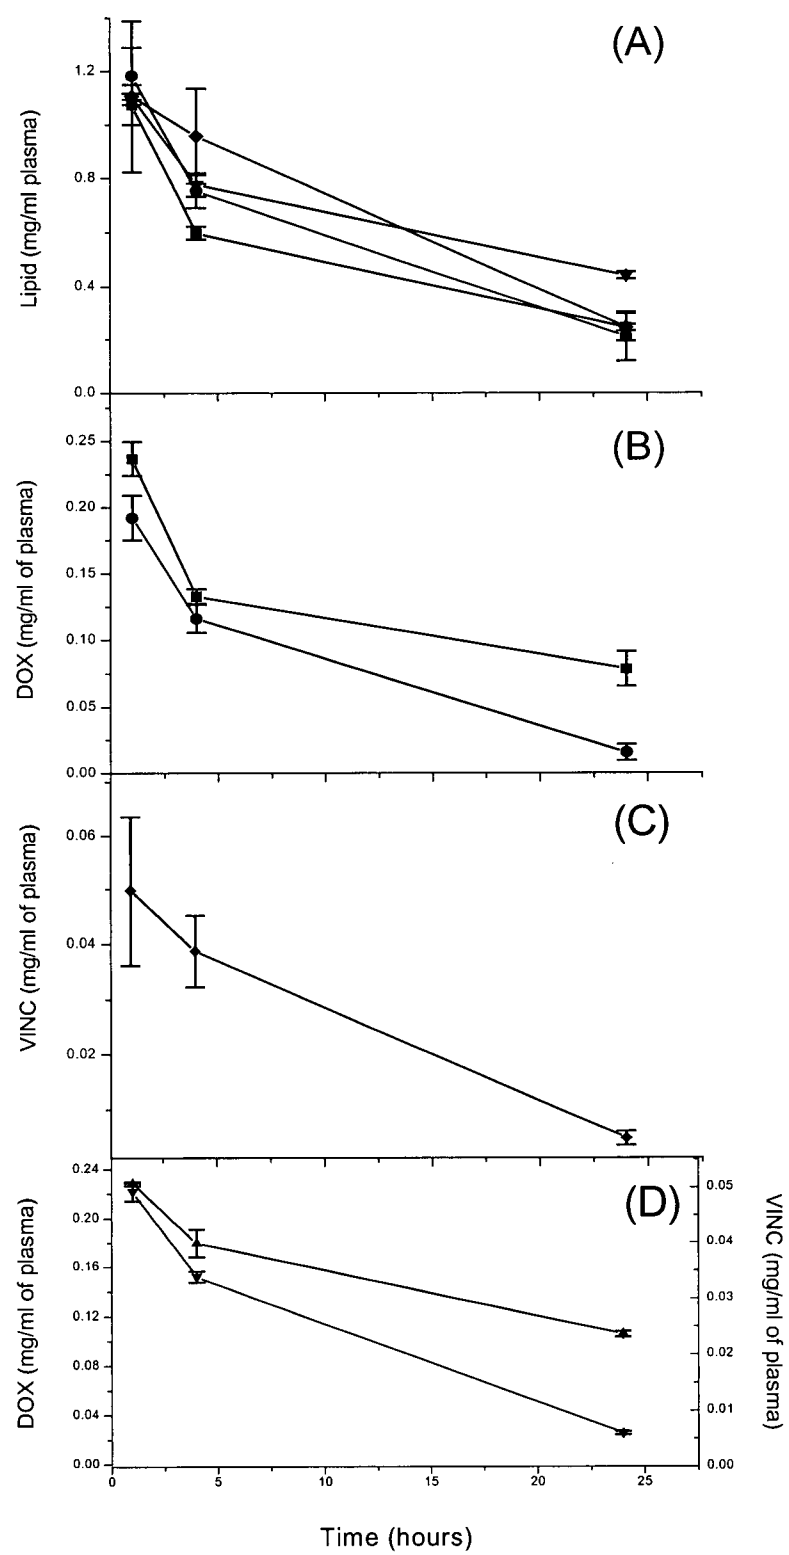 (A)
Lipid (mg/ml plasma)
1.2
0.8
0.4
0.0
(B)
DOX (mg/ml of plasma)
0.25
0.20
0.15
0.10
0.05
0.00
(C)
VINC (mg/ml of plasma)
0.06
0.04
0.02
(D)
DOX (mg/ml of plasma)
0.24
0.20
0.16
0.12
0.08
0.04
0.00
VINC (mg/ml of plasma)
0.05
0.04
0.03
0.02
0.01
0.00
0 5 10 15 20 25
Time (hours)